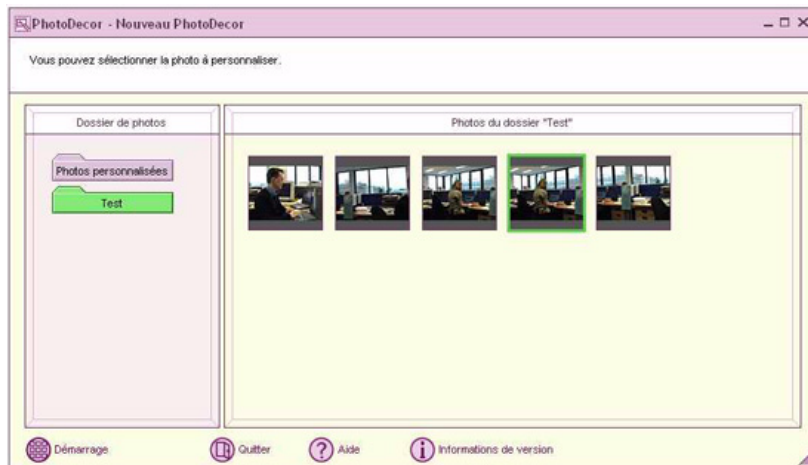 PhotoDecor - Nouveau PhotoDecor
Vous pouvez sélectionner la photo à personnaliser.
Dossier de photos
Photos du dossier "Test"
Photos personnalisées
Test
Démarrage
Quitter
Aide
Informations de version